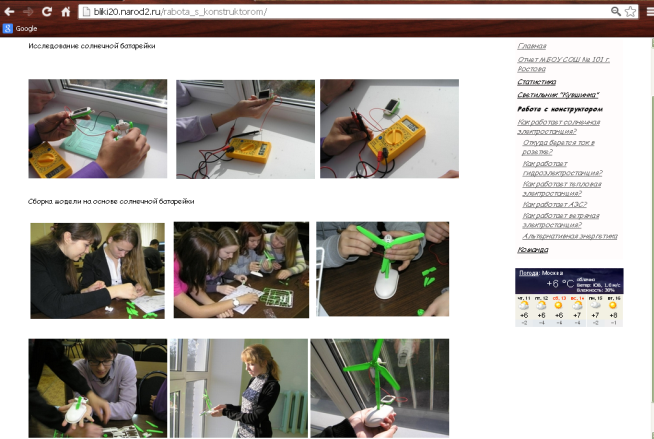 bliki20.narod2.ru/rabota_s_konstruktorom/
Google
Исследование солнечной батарейки
Сборка модели на основе солнечной батарейки
Главная
Отчет МБОУ СОШ № 101 г.
Ростова
Статистика
Светильник "Кувшинка"
Работа с конструктором
Как работает солнечная
электростанция?
Откуда берется ток в
розетке?
Как работает
гидроэлектростанция?
Как работает тепловая
электростанция?
Как работает АЭС?
Как работает ветряная
электростанция?
Альтернативная энергетика
Команда
Погода: Москва
+6 °C
облачно
Ветер: ЮВ, 1.0 м/с
Влажность: 38%
чт, 11 пт, 12 сб, 13 вс, 14 пн, 15 вт, 16
+6 +6 +6 +7 +7 +8
-2 -4 -4 -4 -2 -1